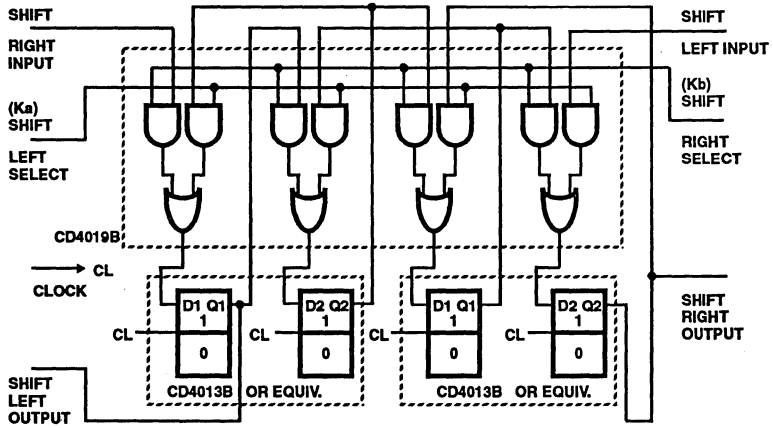 SHIFT
RIGHT
INPUT
(Ka)
SHIFT
LEFT
SELECT
SHIFT
LEFT INPUT
(Kb)
SHIFT
RIGHT
SELECT
CD4019B
CL
CLOCK
D1 Q1
1
0
CL
D2 Q2
1
0
CL
D1 Q1
1
0
CL
D2 Q2
1
0
CL
CD4013B OR EQUIV.
CD4013B OR EQUIV.
SHIFT
RIGHT
OUTPUT
SHIFT
LEFT
OUTPUT